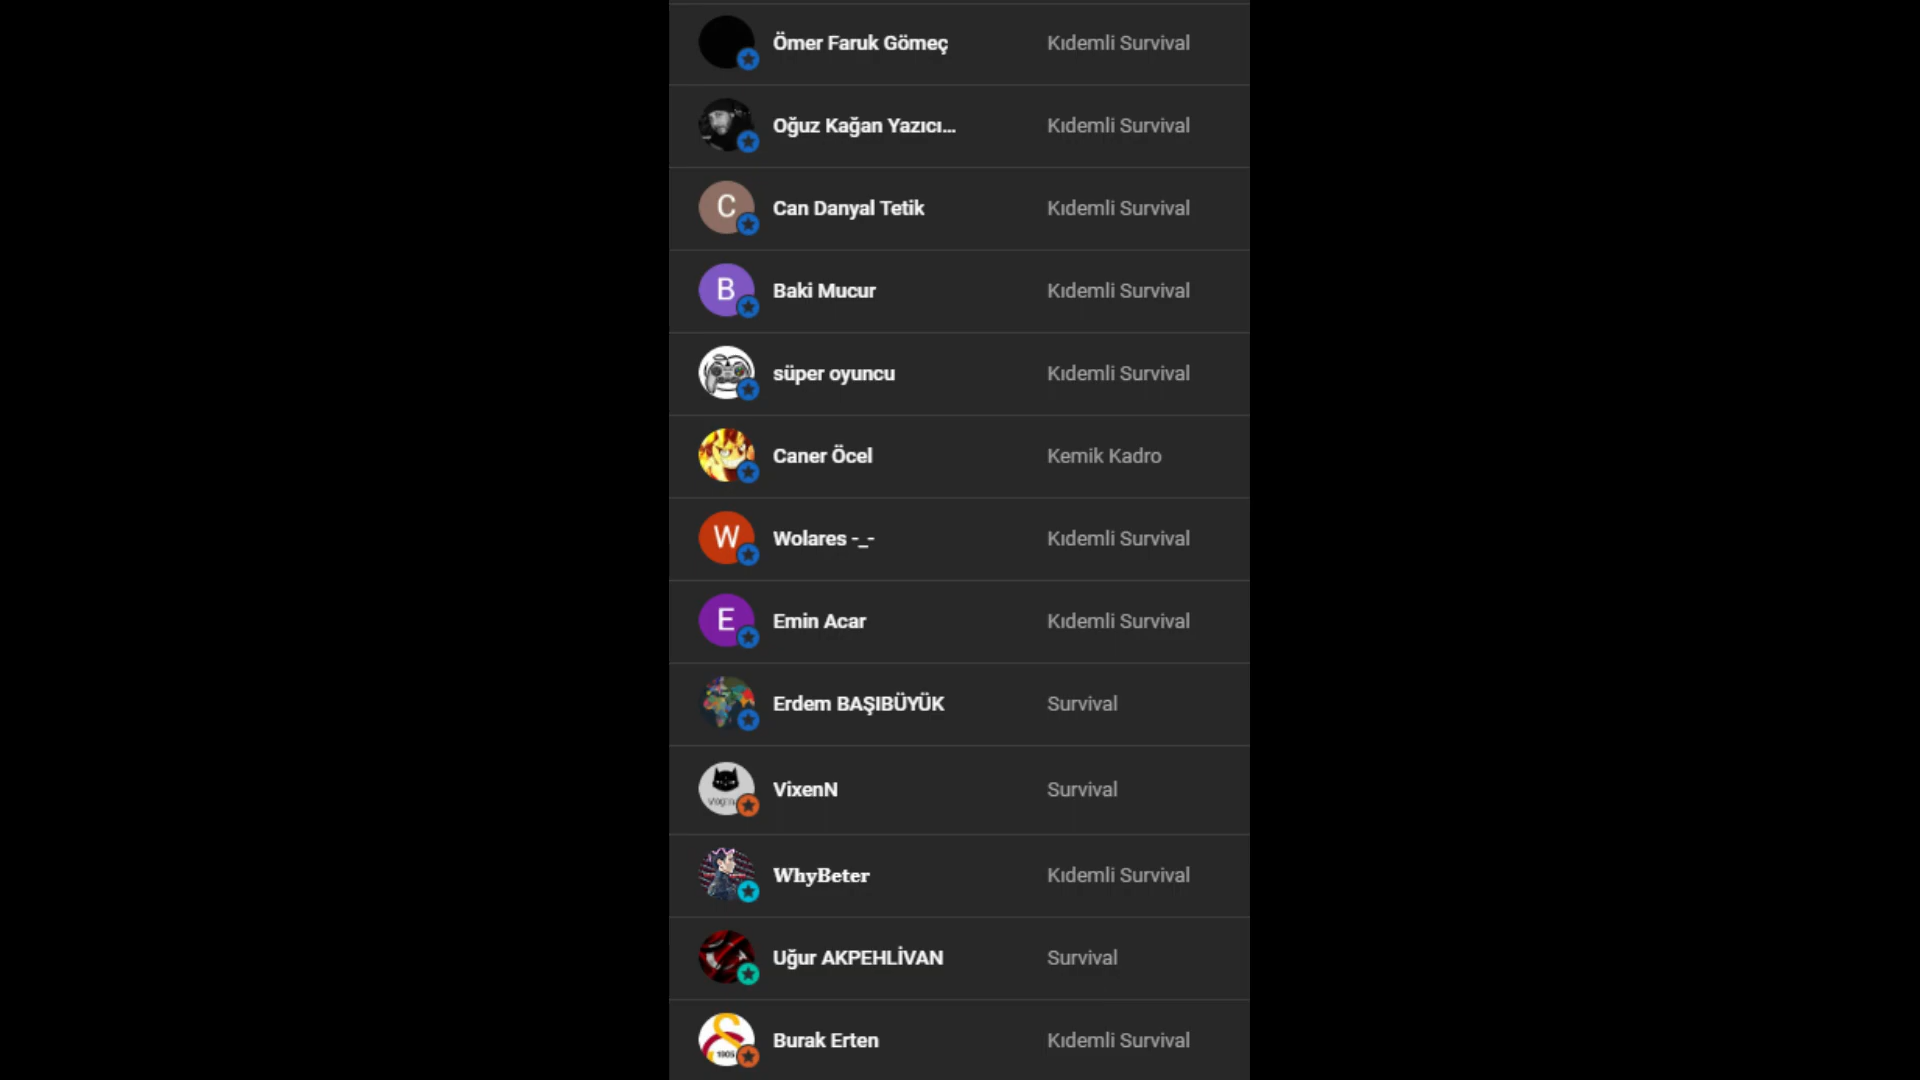 Ömer Faruk Gömeç Kıdemli Survival
Oğuz Kağan Yazıcı... Kıdemli Survival
C Can Danyal Tetik Kıdemli Survival
B Baki Mucur Kıdemli Survival
süper oyuncu Kıdemli Survival
Caner Öcel Kemik Kadro
W Wolares -_- Kıdemli Survival
E Emin Acar Kıdemli Survival
Erdem BAŞIBÜYÜK Survival
VixenN Survival
WhyBeter Kıdemli Survival
Uğur AKPEHLİVAN Survival
1905 Burak Erten Kıdemli Survival